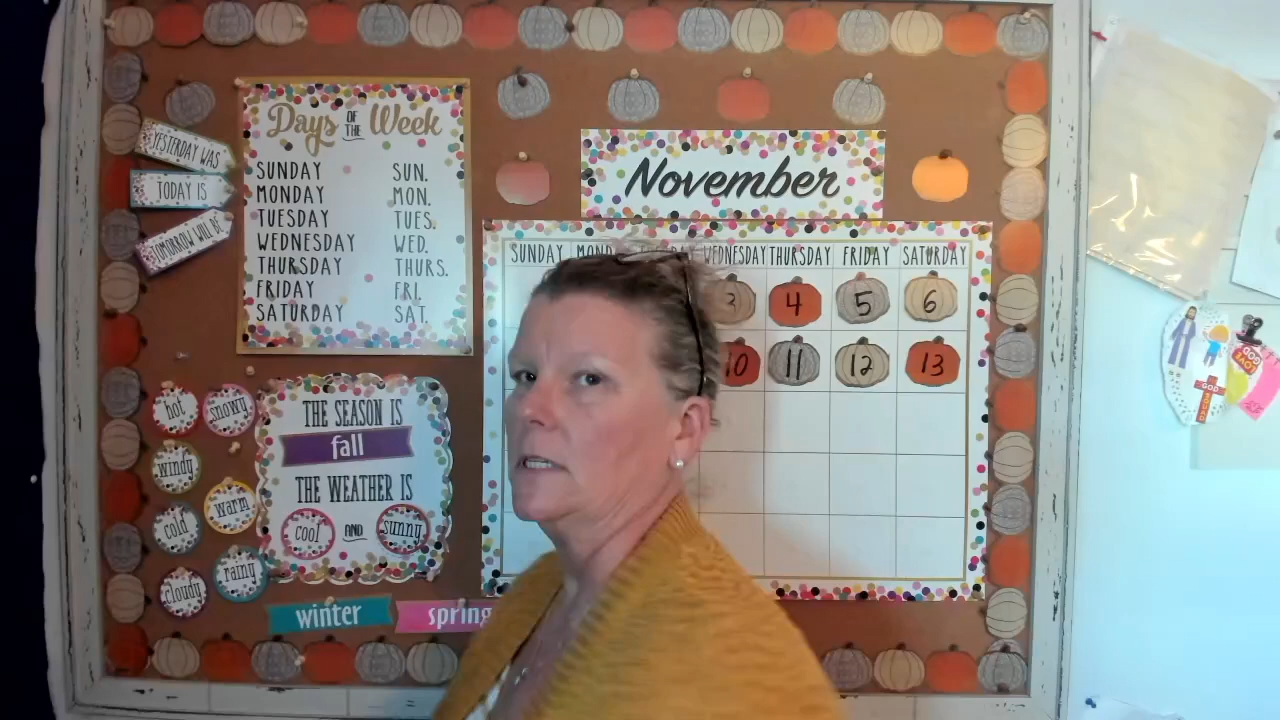 Days OF THE Week
SUNDAY SUN.
MONDAY MON.
TUESDAY TUES.
WEDNESDAY WED.
THURSDAY THURS.
FRIDAY FRI.
SATURDAY SAT.
YESTERDAY WAS
TODAY IS
TOMORROW WILL BE
November
SUNDAY WEDNESDAY THURSDAY FRIDAY SATURDAY
3 4 5 6
10 11 12 13
hot
snowy
windy
warm
cold
rainy
cloudy
THE SEASON IS
fall
THE WEATHER IS
cool AND sunny
winter
spring
GOD
LOVE
GOD